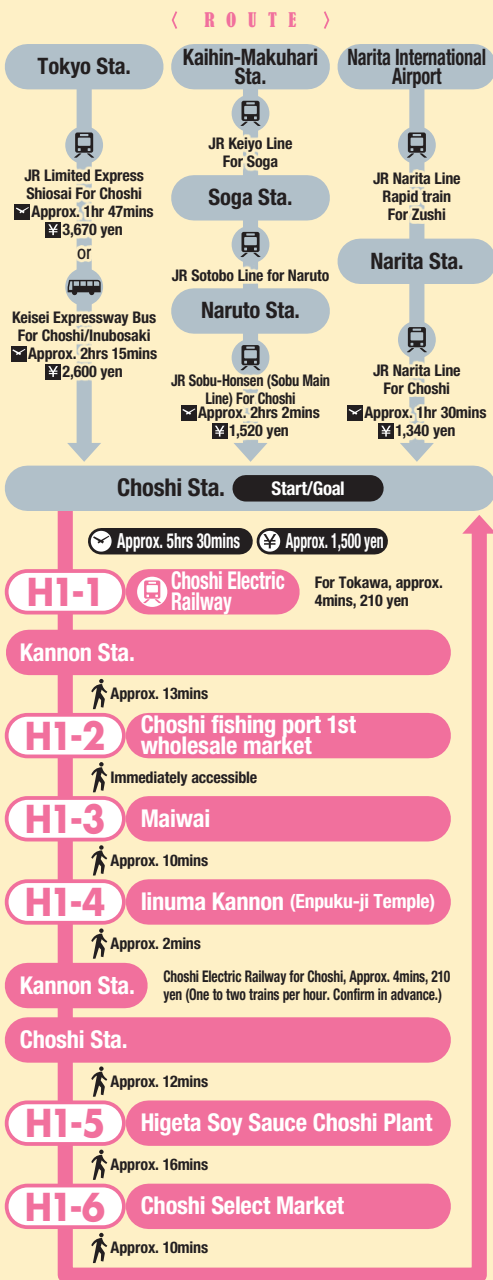 〈 ROUTE 〉
Tokyo Sta.
JR Limited Express
Shiosai For Choshi
Approx. 1hr 47mins
¥3,670 yen
or
Keisei Expressway Bus
For Choshi/Inubosaki
Approx. 2hrs 15mins
¥2,600 yen
Kaihin-Makuhari
Sta.
JR Keiyo Line
For Soga
Soga Sta.
JR Sotobo Line for Naruto
Naruto Sta.
JR Sobu-Honsen (Sobu Main
Line) For Choshi
Approx. 2hrs 2mins
¥1,520 yen
Narita International
Airport
JR Narita Line
Rapid train
For Zushi
Narita Sta.
JR Narita Line
For Choshi
Approx. 1hr 30mins
¥1,340 yen
Choshi Sta. Start/Goal
Approx. 5hrs 30mins ¥ Approx. 1,500 yen
H1-1
Choshi Electric
Railway
For Tokawa, approx.
4mins, 210 yen
Kannon Sta.
Approx. 13mins
H1-2
Choshi fishing port 1st
wholesale market
Immediately accessible
H1-3 Maiwai
Approx. 10mins
H1-4 Iinuma Kannon (Enpuku-ji Temple)
Approx. 2mins
Kannon Sta.
Choshi Electric Railway for Choshi, Approx. 4mins, 210
yen (One to two trains per hour. Confirm in advance.)
Choshi Sta.
Approx. 12mins
H1-5 Higeta Soy Sauce Choshi Plant
Approx. 16mins
H1-6 Choshi Select Market
Approx. 10mins